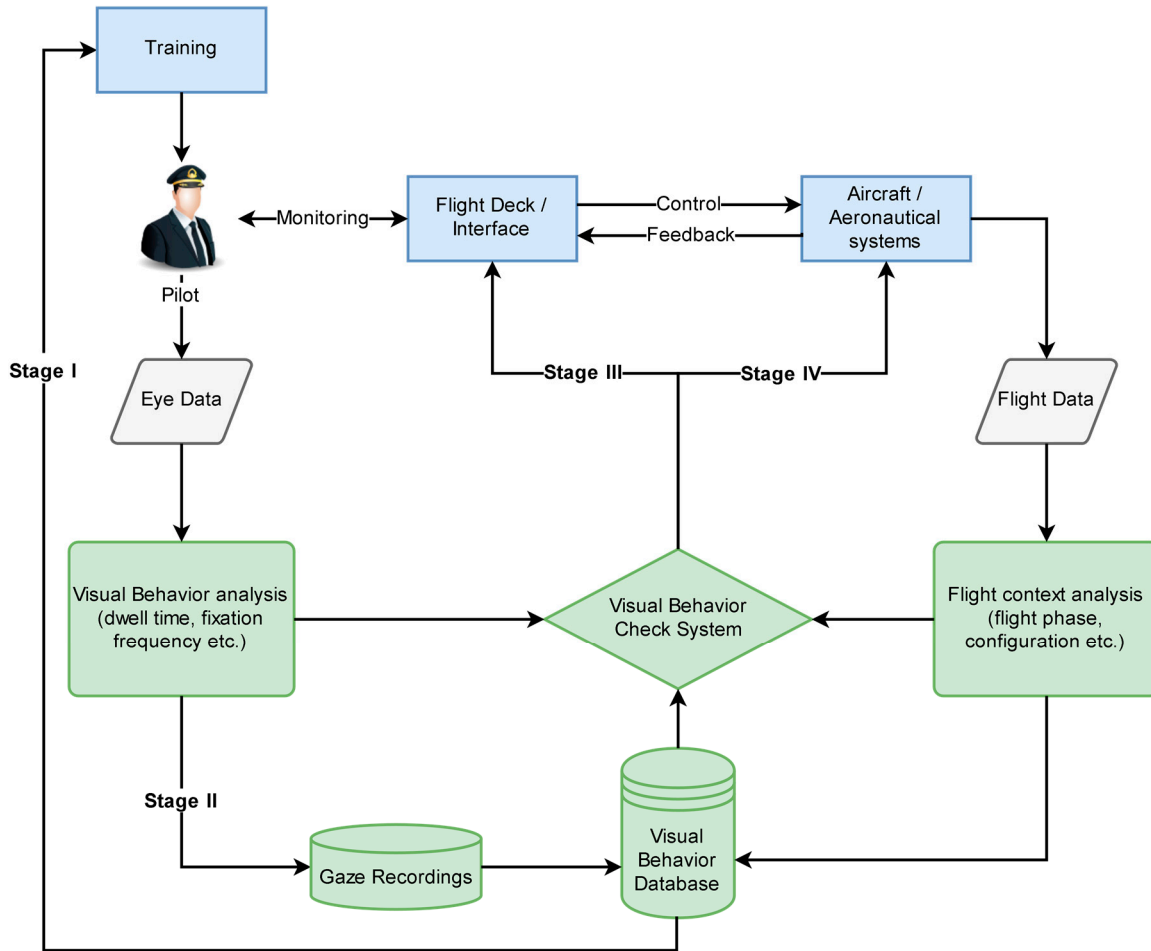 Training
Monitoring
Flight Deck /
Interface
Control
Feedback
Aircraft /
Aeronautical
systems
Pilot
Stage I
Stage III
Stage IV
Eye Data
Flight Data
Visual Behavior analysis
(dwell time, fixation
frequency etc.)
Visual Behavior
Check System
Flight context analysis
(flight phase,
configuration etc.)
Stage II
Gaze Recordings
Visual
Behavior
Database